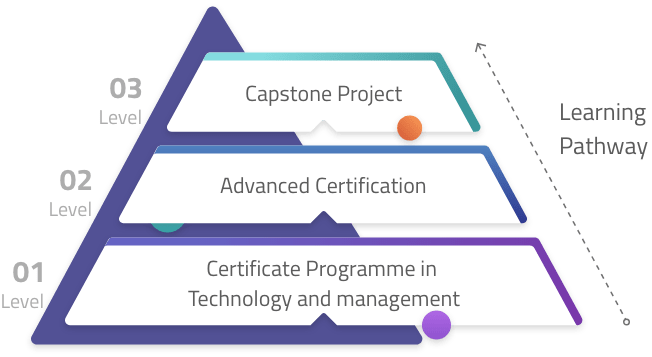 03
Level
Capstone Project
Learning
Pathway
02
Level
Advanced Certification
01
Level
Certificate Programme in
Technology and management